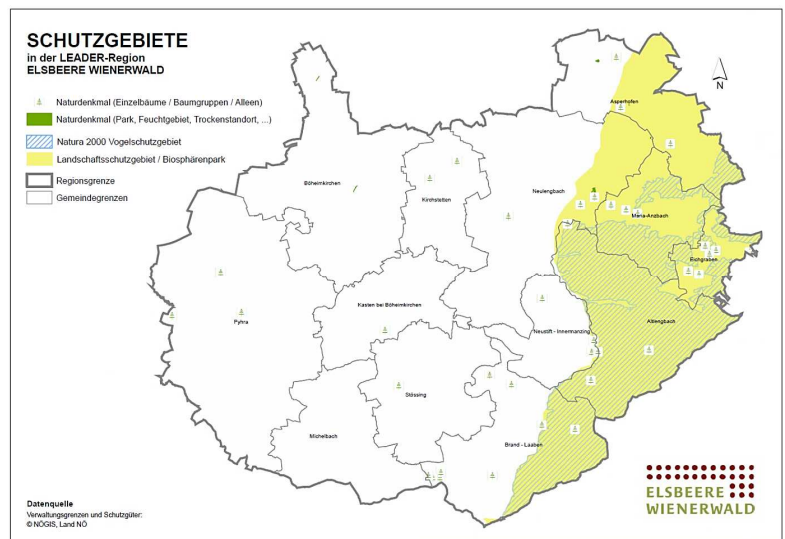 SCHUTZGEBIETE
in der LEADER-Region
ELSBEERE WIENERWALD
Naturdenkmal (Einzelbäume / Baumgruppen / Alleen)
Naturdenkmal (Park, Feuchtgebiet, Trockenstandort, ...)
Natura 2000 Vogelschutzgebiet
Landschaftsschutzgebiet / Biosphärenpark
Regionsgrenze
Gemeindegrenzen
N
Asperhofen
Böheimkirchen
Kirchstetten
Neulengbach
Maria-Anzbach
Eichgraben
Kasten bei Böheimkirchen
Pyhra
Neustift - Innermanzing
Altlengbach
Stössing
Michelbach
Brand - Laaben
Datenquelle
Verwaltungsgrenzen und Schutzgüter:
© NÖGIS, Land NÖ
ELSBEERE
WIENERWALD